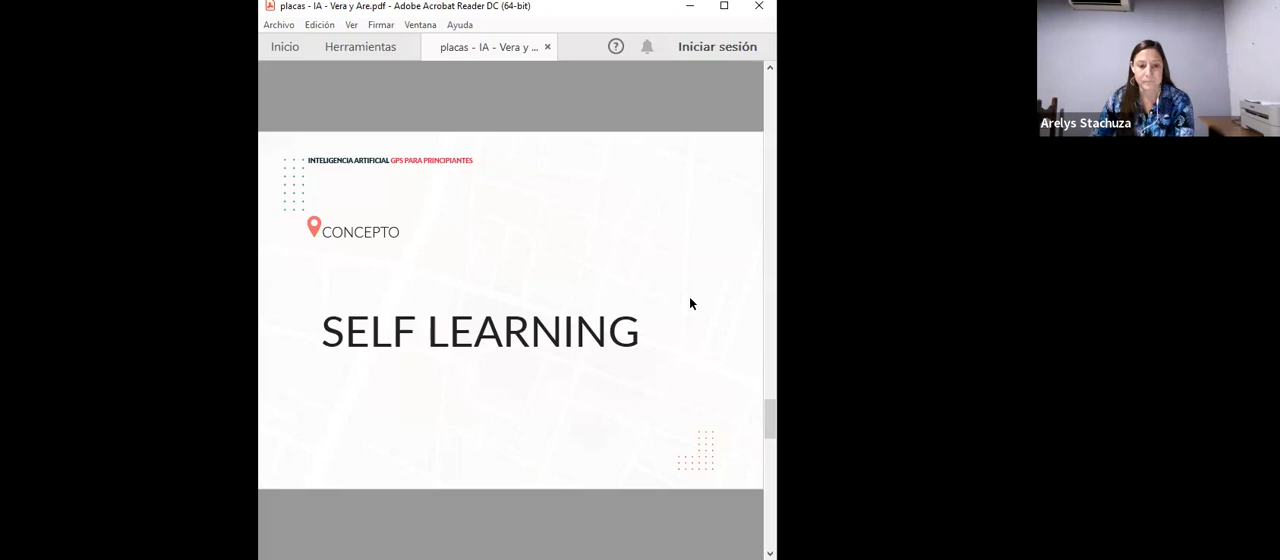 placas - IA - Vera y Are.pdf - Adobe Acrobat Reader DC (64-bit)
Archivo Edición Ver Firmar Ventana Ayuda
Inicio Herramientas placas - IA - Vera y ... × ? Iniciar sesión
INTELIGENCIA ARTIFICIAL GPS PARA PRINCIPIANTES
CONCEPTO
SELF LEARNING
Arelys Stachuza